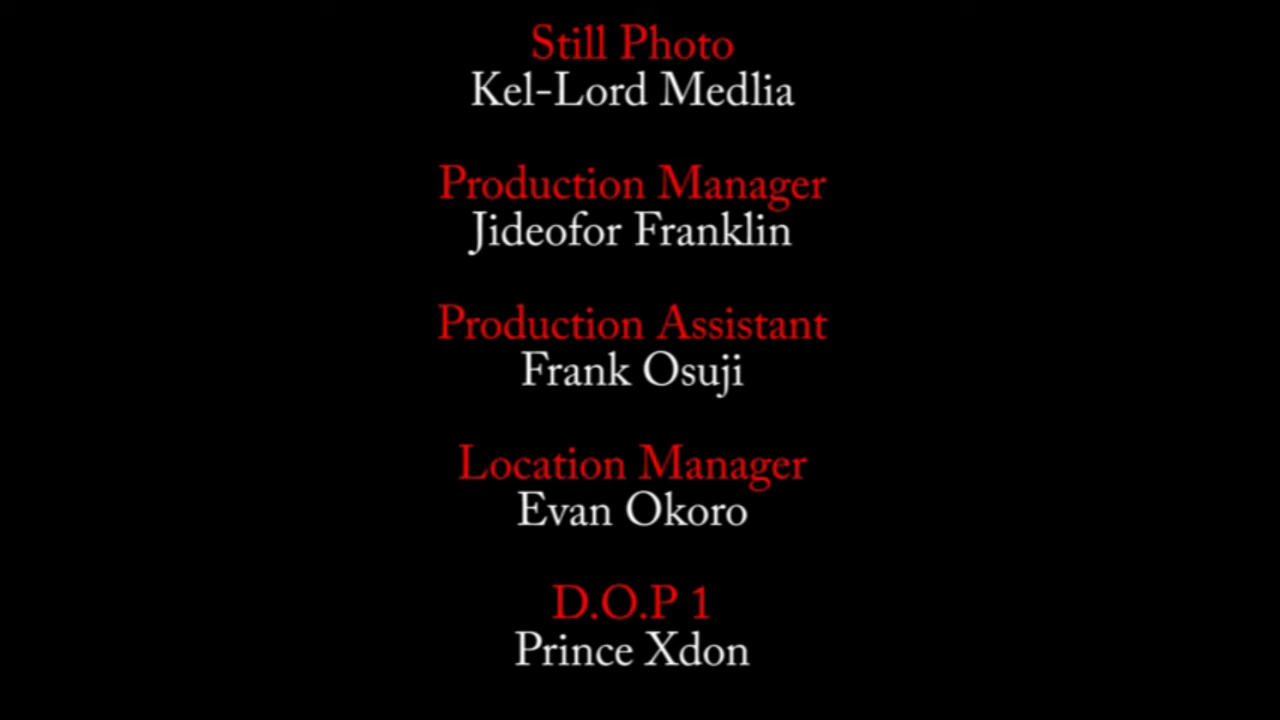 Still Photo
Kel-Lord Medlia
Production Manager
Jideofor Franklin
Production Assistant
Frank Osuji
Location Manager
Evan Okoro
D.O.P 1
Prince Xdon